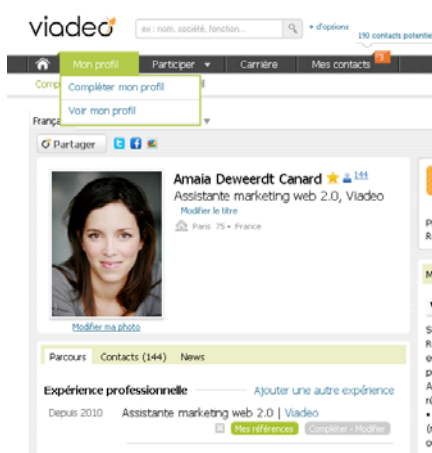 viadeo
ex : nom, société, fonction...
+ d'options
190 contacts potentie
Mon profil
Participer
Carrière
Mes contacts
Comp
Compléter mon profil
Voir mon profil
França
Partager
Amaia Deweerdt Canard 144
Assistante marketing web 2.0, Viadeo
Modifier le titre
Paris 75 • France
Modifier ma photo
Parcours Contacts (144) News
Expérience professionnelle Ajouter une autre expérience
Depuis 2010 Assistante marketing web 2.0 | Viadeo
Mes références Compléter - Modifier